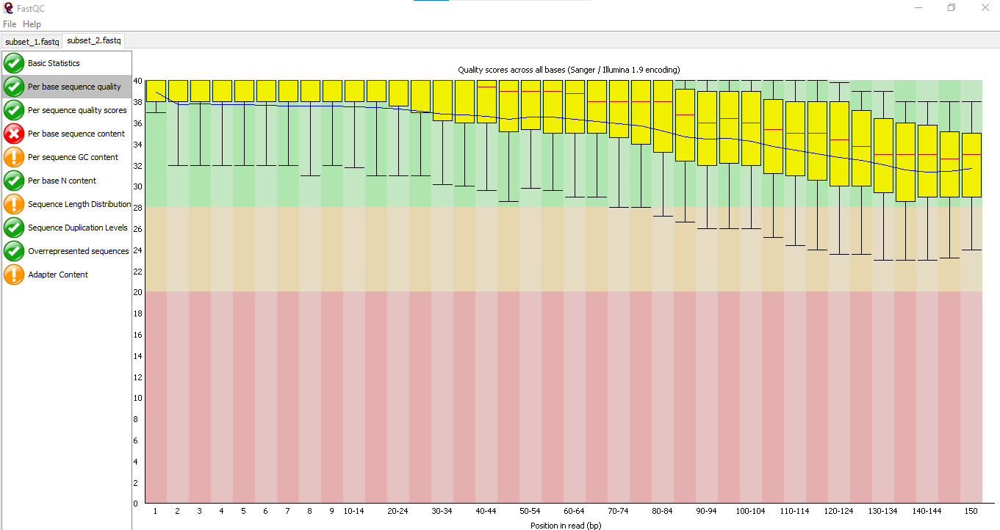 FastQC
File Help
subset_1.fastq subset_2.fastq
Basic Statistics
Per base sequence quality
Per sequence quality scores
Per base sequence content
Per sequence GC content
Per base N content
Sequence Length Distribution
Sequence Duplication Levels
Overrepresented sequences
Adapter Content
Quality scores across all bases (Sanger / Illumina 1.9 encoding)
40
38
36
34
32
30
28
26
24
22
20
18
16
14
12
10
8
6
4
2
0
1 2 3 4 5 6 7 8 9 10-14 20-24 30-34 40-44 50-54 60-64 70-74 80-84 90-94 100-104 110-114 120-124 130-134 140-144 150
Position in read (bp)